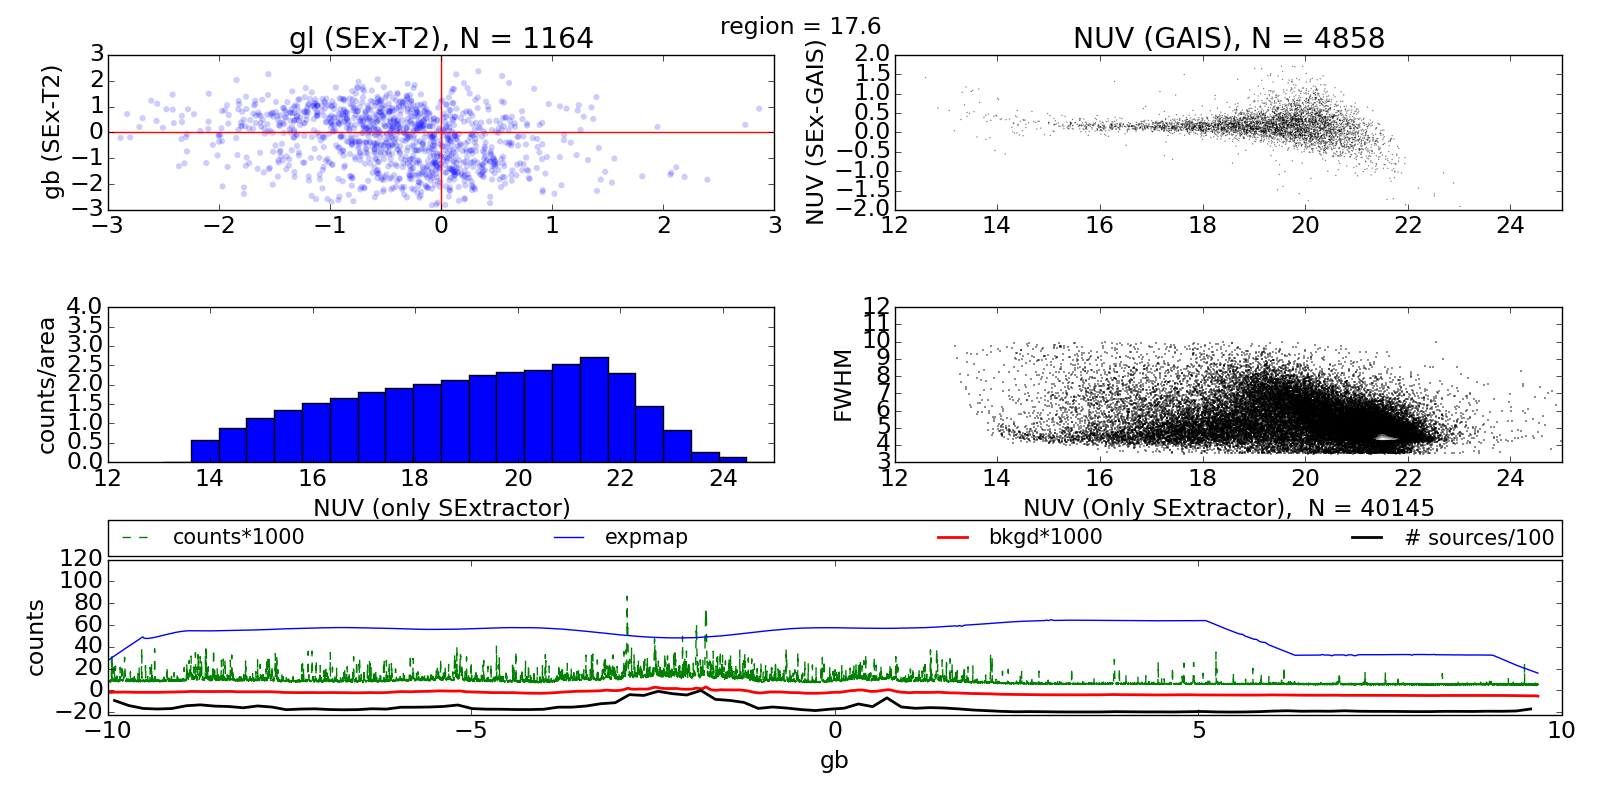 region = 17.6
gl (SEx-T2), N = 1164
gb (SEx-T2)
3
2
1
0
−1
−2
−3
−3 −2 −1 0 1 2 3
NUV (GAIS), N = 4858
NUV (SEx-GAIS)
2.0
1.5
1.0
0.5
0.0
−0.5
−1.0
−1.5
−2.0
12 14 16 18 20 22 24
counts/area
4.0
3.5
3.0
2.5
2.0
1.5
1.0
0.5
0.0
12 14 16 18 20 22 24
NUV (only SExtractor)
FWHM
12
11
10
9
8
7
6
5
4
3
12 14 16 18 20 22 24
NUV (Only SExtractor), N = 40145
counts*1000 expmap bkgd*1000 # sources/100
counts
120
100
80
60
40
20
0
−20
−10 −5 0 5 10
gb